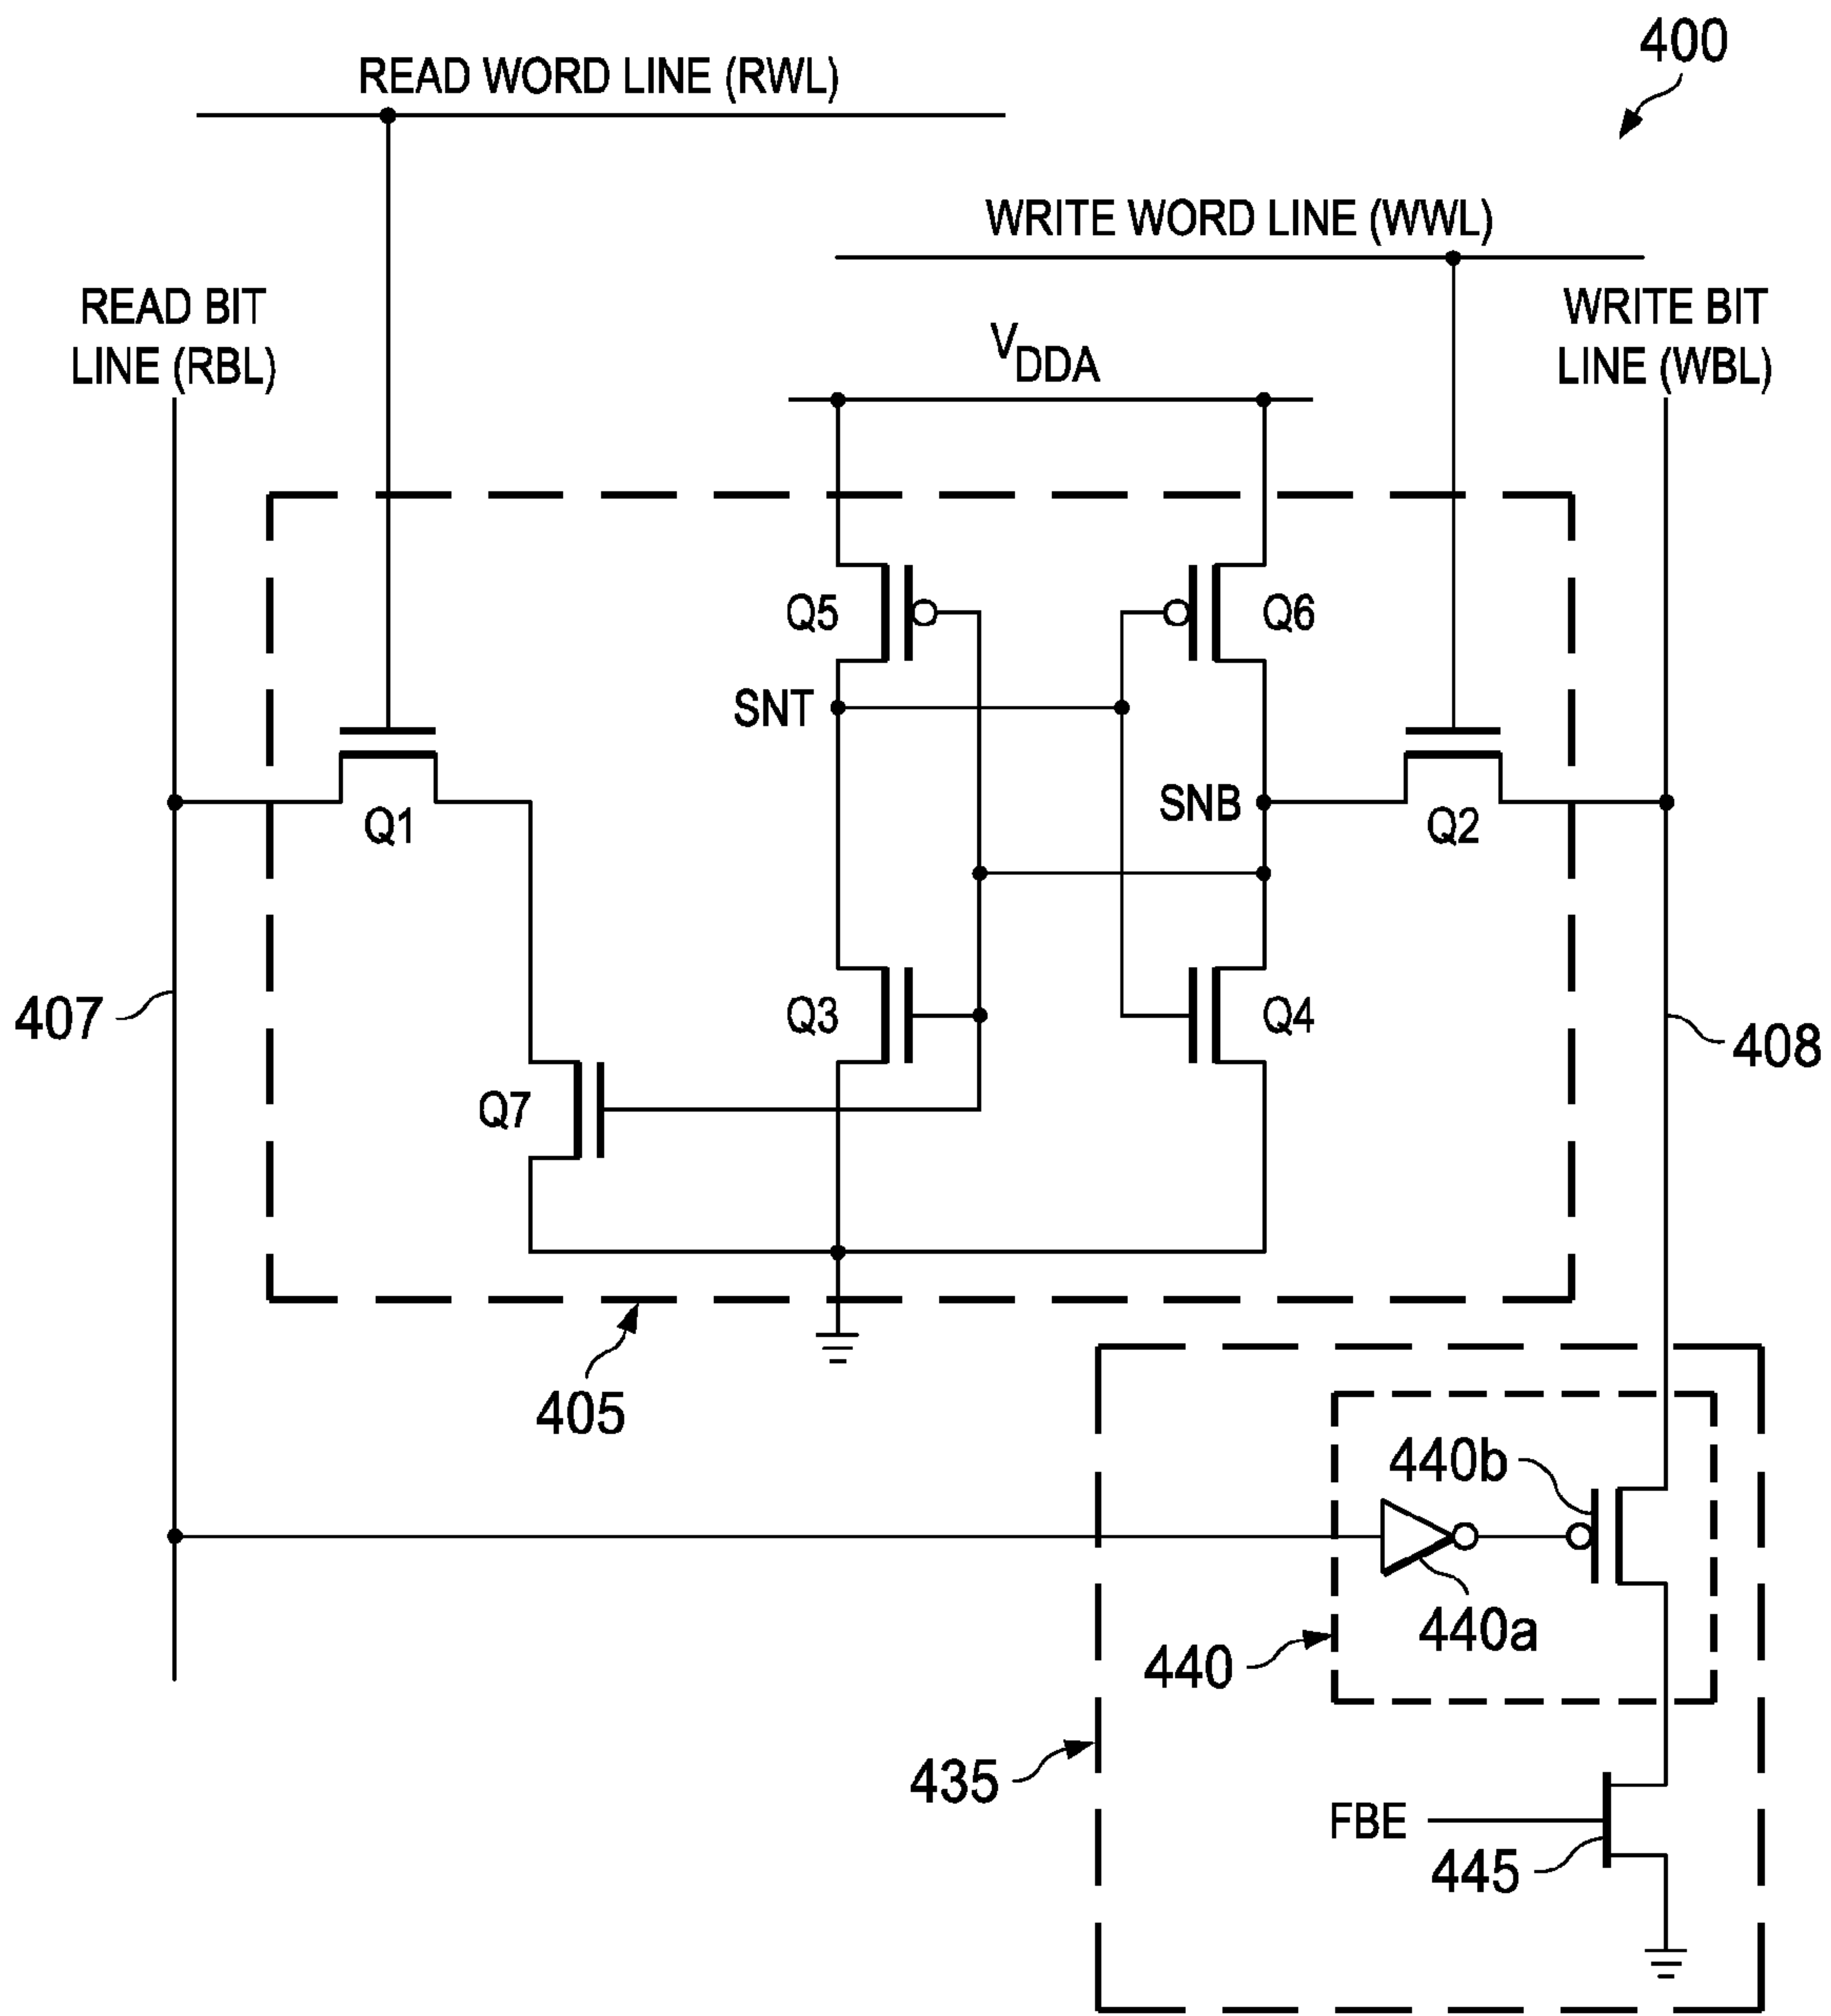 400
READ WORD LINE (RWL)
WRITE WORD LINE (WWL)
READ BIT
LINE (RBL)
WRITE BIT
LINE (WBL)
VDDA
Q5
Q6
SNT
SNB
Q1
Q2
Q3
Q4
407
408
Q7
405
440b
440a
440
435
FBE
445